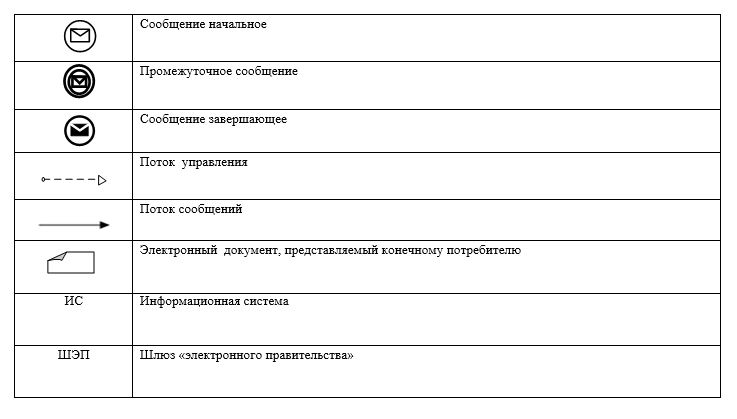 Сообщение начальное
Промежуточное сообщение
Сообщение завершающее
Поток  управления
Поток сообщений
Электронный  документ, представляемый конечному потребителю
ИС Информационная система
ШЭП Шлюз «электронного правительства»